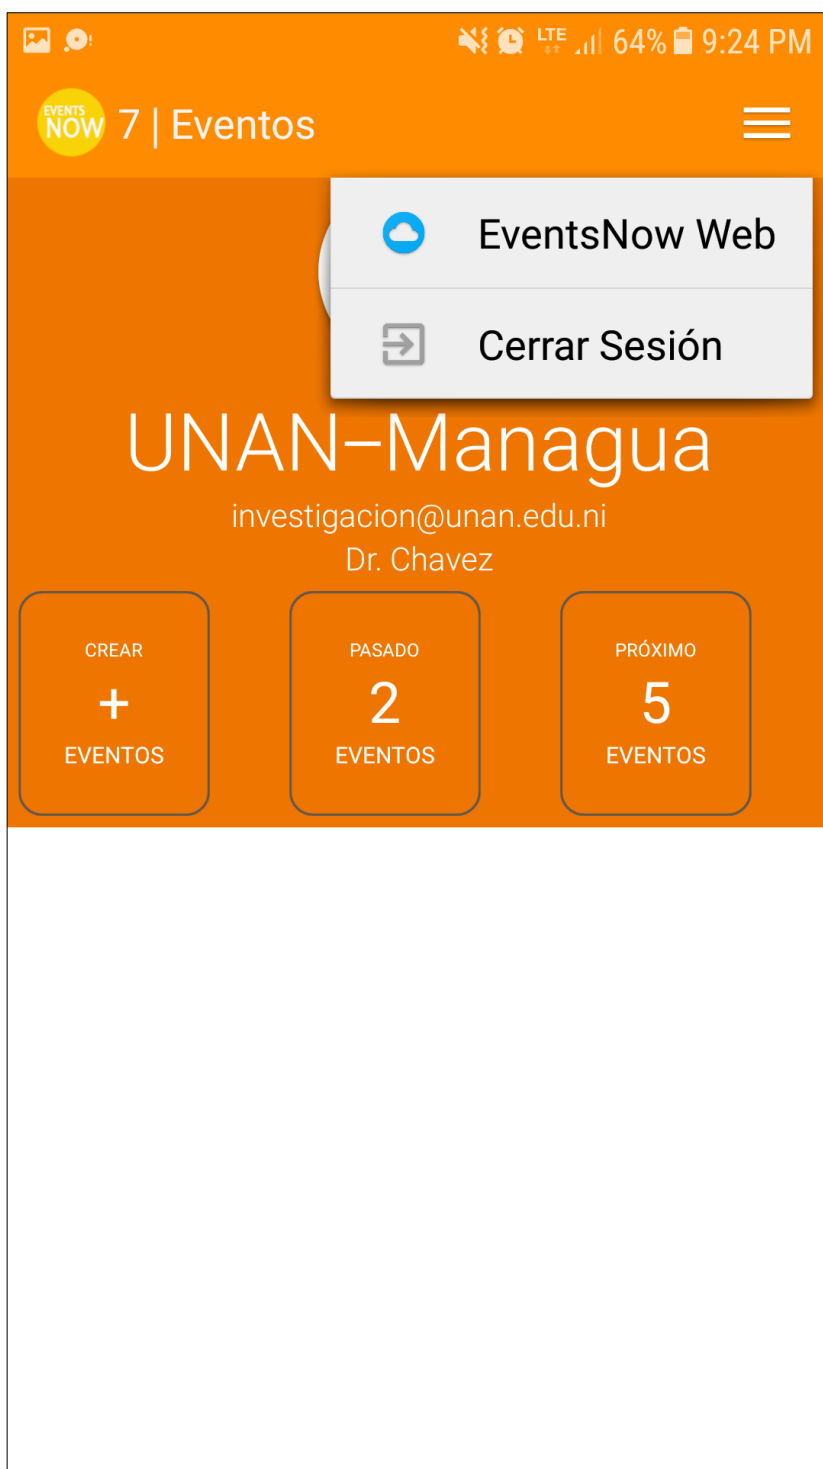 LTE 64% 9:24 PM
EVENTS NOW 7 | Eventos
EventsNow Web
Cerrar Sesión
UNAN–Managua
investigacion@unan.edu.ni
Dr. Chavez
CREAR PASADO PRÓXIMO
+ 2 5
EVENTOS EVENTOS EVENTOS